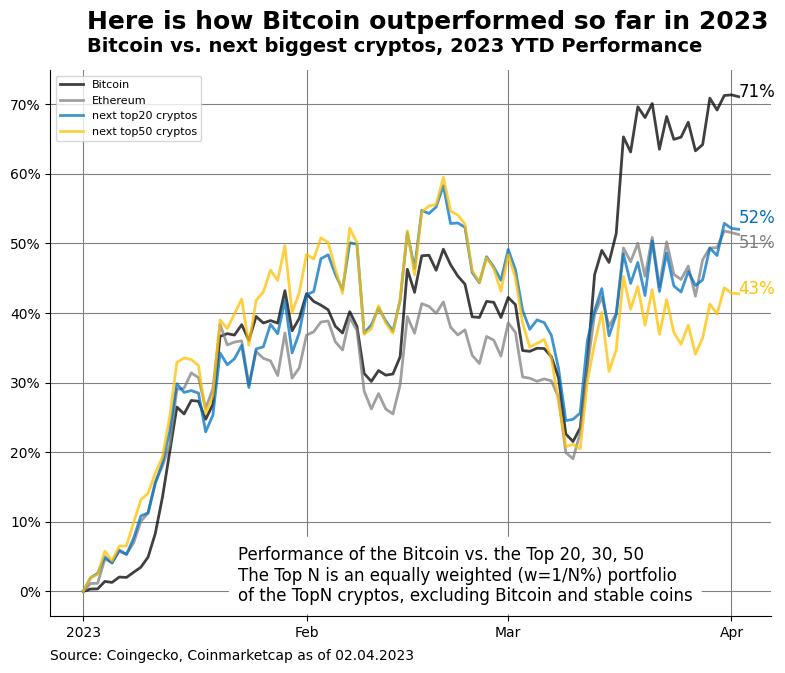 Here is how Bitcoin outperformed so far in 2023
Bitcoin vs. next biggest cryptos, 2023 YTD Performance
Bitcoin
Ethereum
next top20 cryptos
next top50 cryptos
70%
60%
50%
40%
30%
20%
10%
0%
71%
52%
51%
43%
Performance of the Bitcoin vs. the Top 20, 30, 50
The Top N is an equally weighted (w=1/N%) portfolio
of the TopN cryptos, excluding Bitcoin and stable coins
2023 Feb Mar Apr
Source: Coingecko, Coinmarketcap as of 02.04.2023